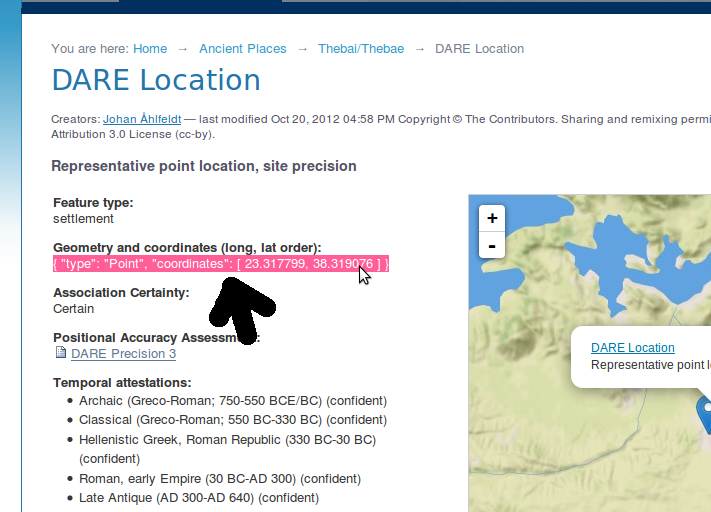 You are here: Home → Ancient Places → Thebai/Thebae → DARE Location
DARE Location
Creators: Johan Åhlfeldt — last modified Oct 20, 2012 04:58 PM Copyright © The Contributors. Sharing and remixing permi
Attribution 3.0 License (cc-by).
Representative point location, site precision
Feature type:
settlement
Geometry and coordinates (long, lat order):
{ "type": "Point", "coordinates": [ 23.317799, 38.319076 ] }
Association Certainty:
Certain
Positional Accuracy Assessment:
DARE Precision 3
Temporal attestations:
• Archaic (Greco-Roman; 750-550 BCE/BC) (confident)
• Classical (Greco-Roman; 550 BC-330 BC) (confident)
• Hellenistic Greek, Roman Republic (330 BC-30 BC)
(confident)
• Roman, early Empire (30 BC-AD 300) (confident)
• Late Antique (AD 300-AD 640) (confident)
+
-
DARE Location
Representative point l